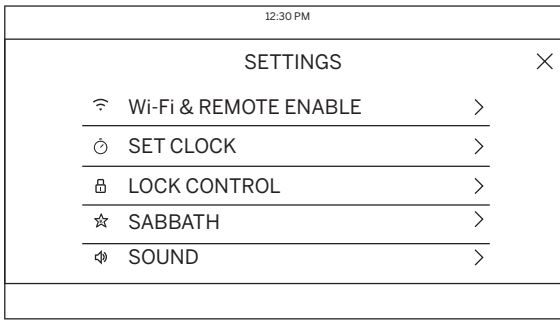 12:30 PM
SETTINGS
Wi-Fi & REMOTE ENABLE
SET CLOCK
LOCK CONTROL
SABBATH
SOUND